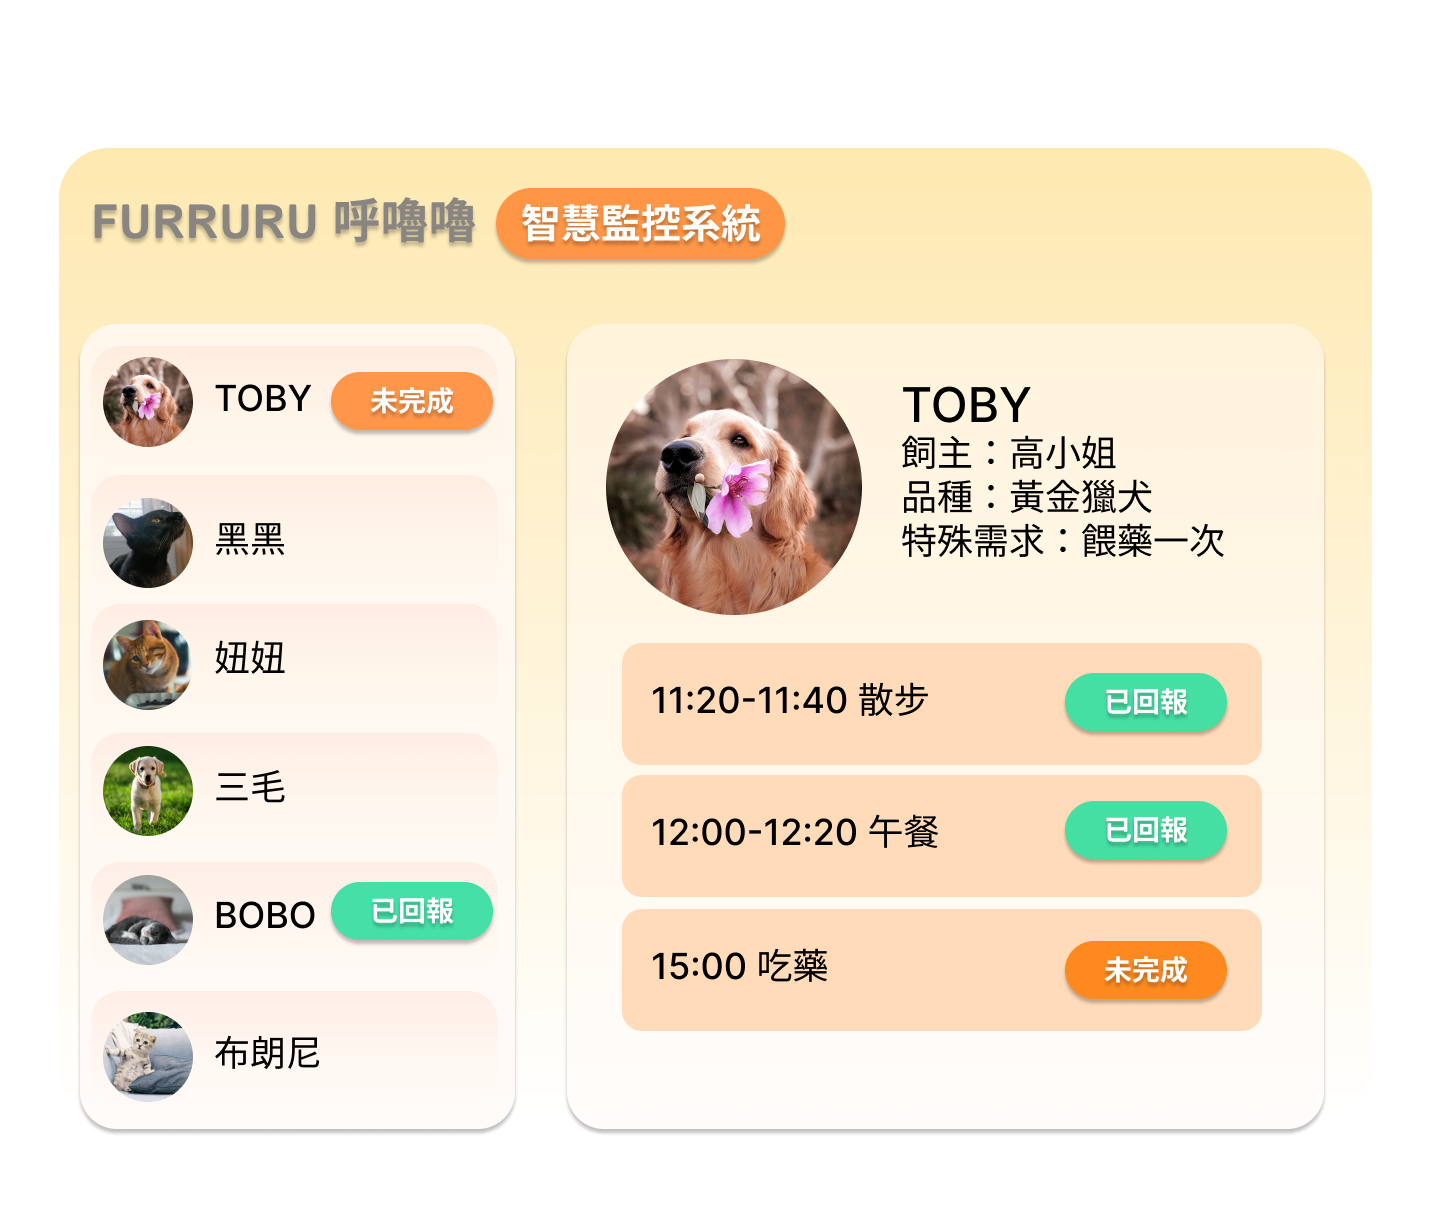 FURRURU 呼嚕嚕 智慧監控系統
TOBY 未完成
黑黑
妞妞
三毛
BOBO 已回報
布朗尼
TOBY
飼主：高小姐
品種：黃金獵犬
特殊需求：餵藥一次
11:20-11:40 散步 已回報
12:00-12:20 午餐 已回報
15:00 吃藥 未完成